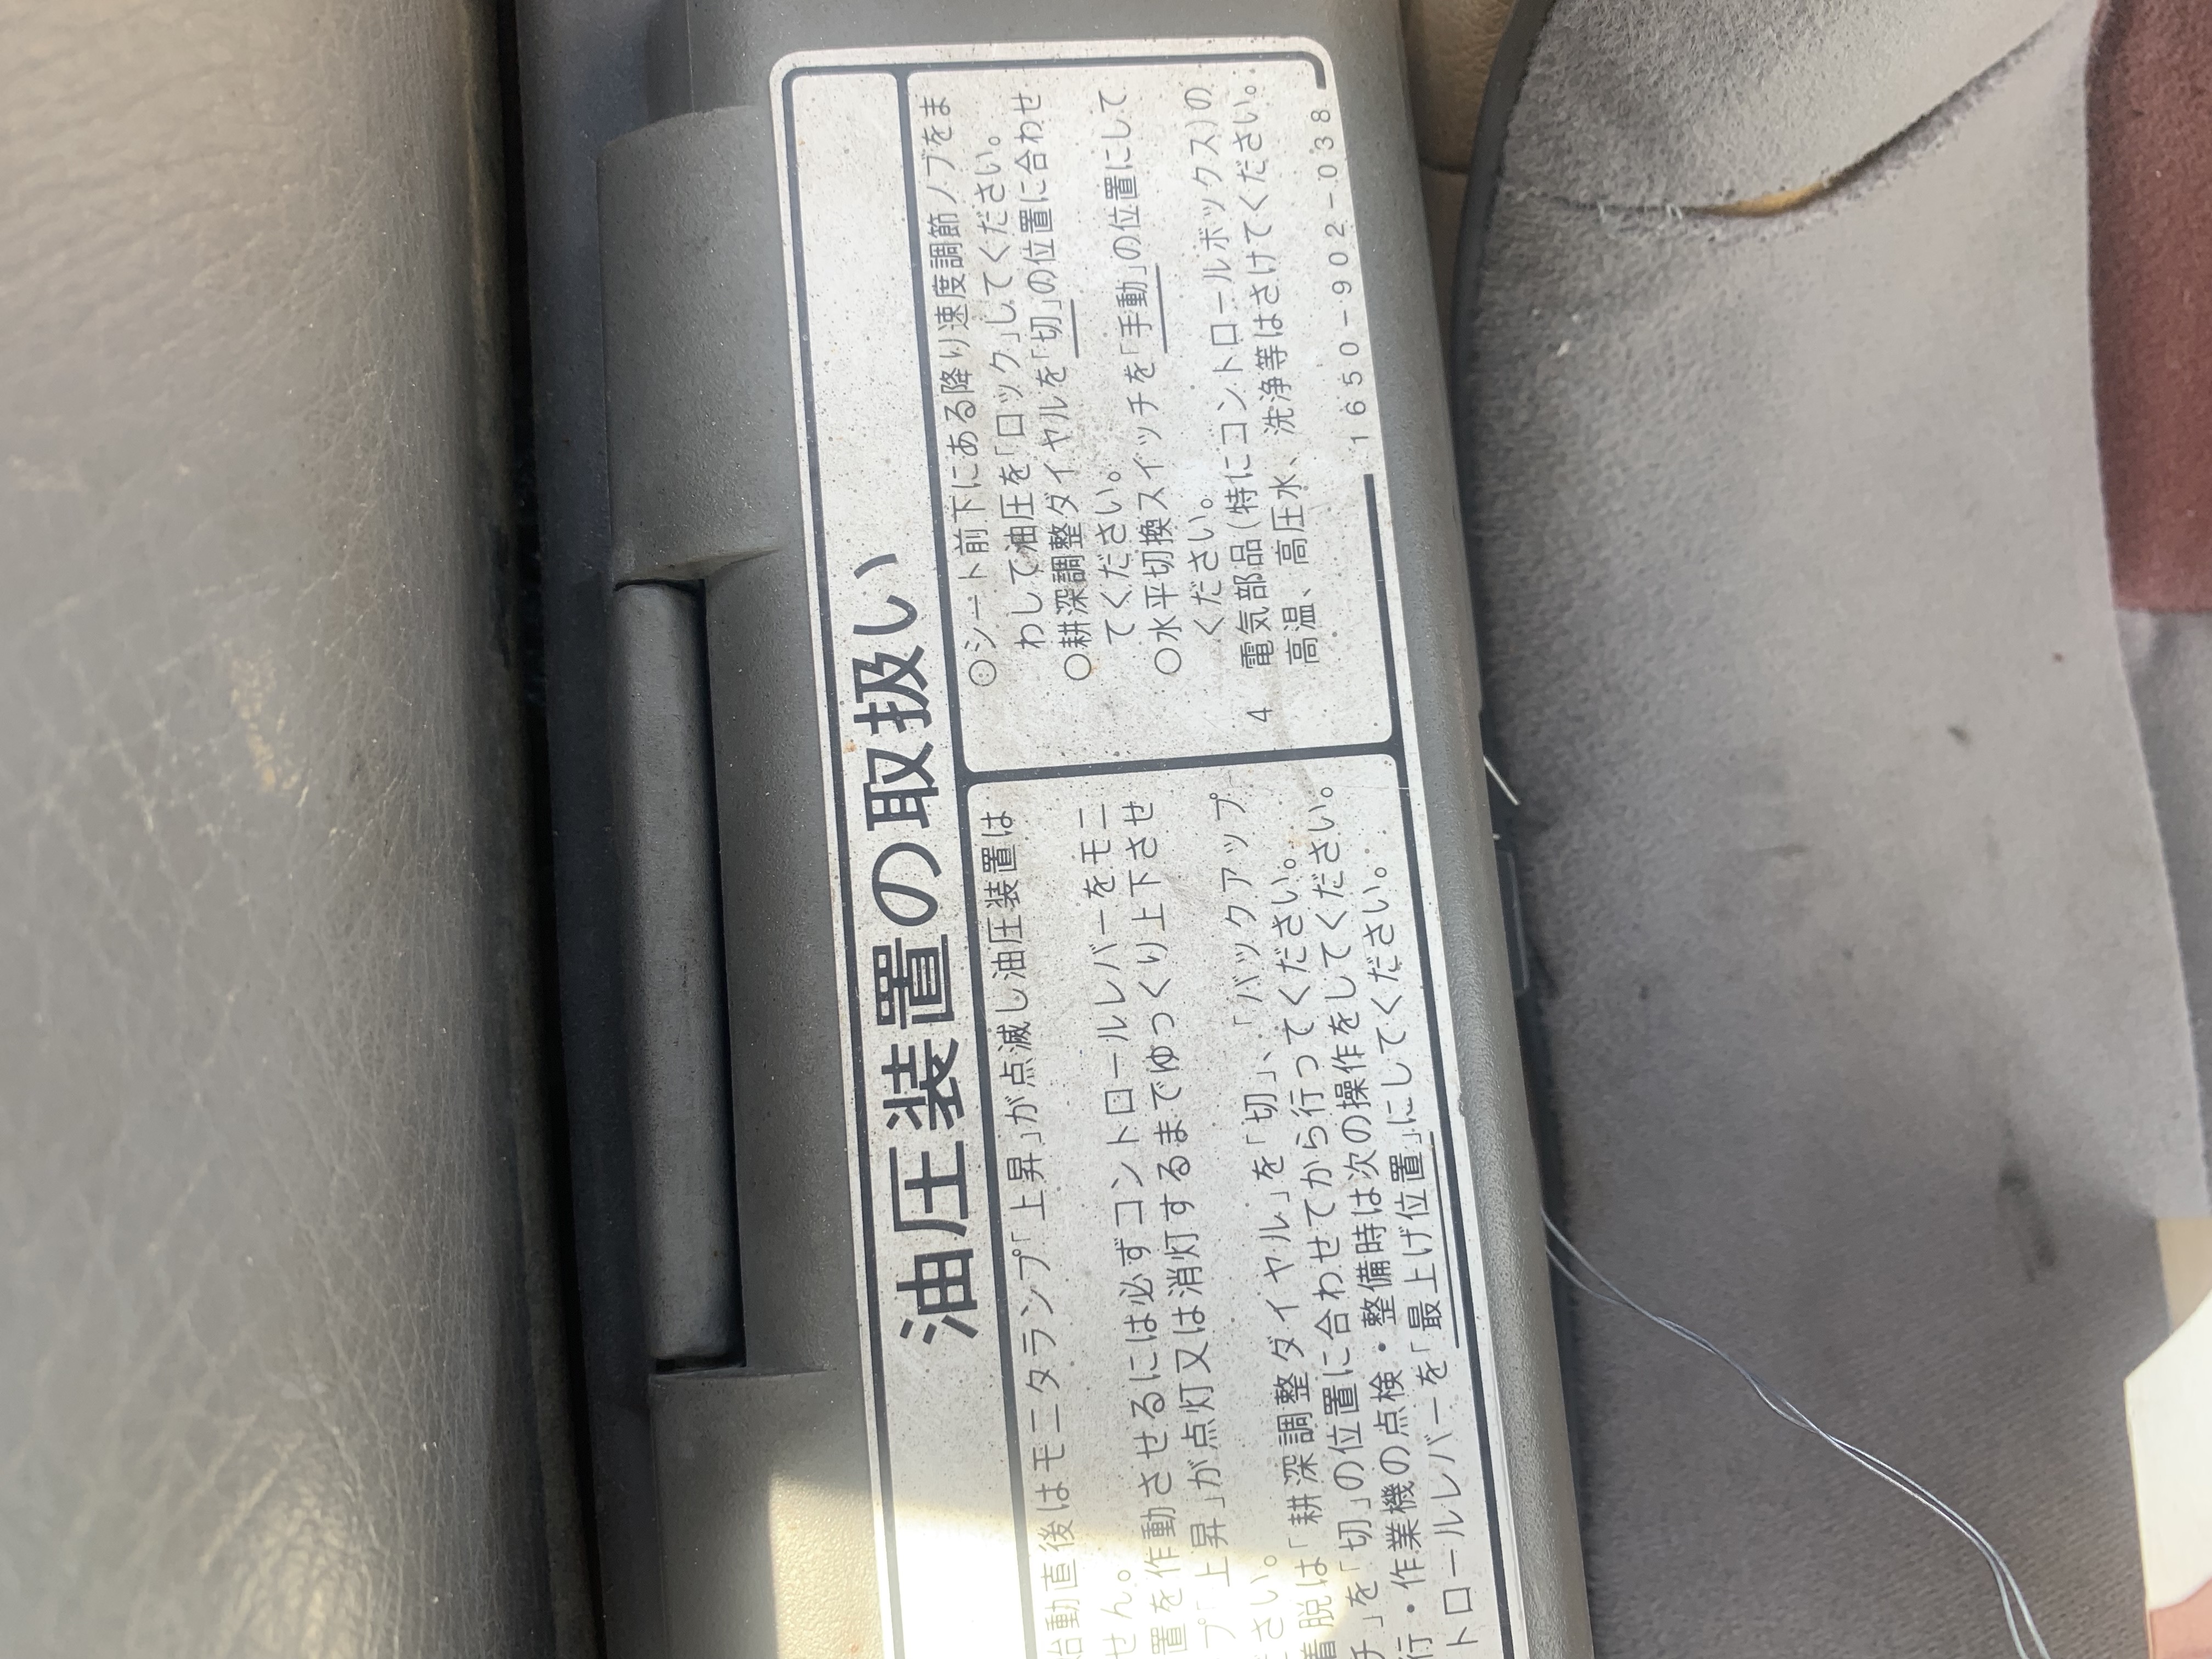 油圧装置の取扱い
始動直後はモニタランプ「上昇」が点滅し油圧装置は
せん。
置を作動させるには必ずコントロールレバーをモニ
プ「上昇」が点灯又は消灯するまでゆっくり上下させ
さい。
着脱は「耕深調整ダイヤル」を「切」、「バックアップ
チ」を「切」の位置に合わせてから行ってください。
行・作業機の点検・整備時は次の操作をしてください。
トロールレバーを「最上げ位置」にしてください。
○シート前下にある降り速度調節ノブをま
わして油圧を「ロック」してください。
○耕深調整ダイヤルを「切」の位置に合わせ
てください。
○水平切換スイッチを「手動」の位置にして
ください。
4 電気部品(特にコントロールボックス)の
高温、高圧水、洗浄等はさけてください。
1650-902-038